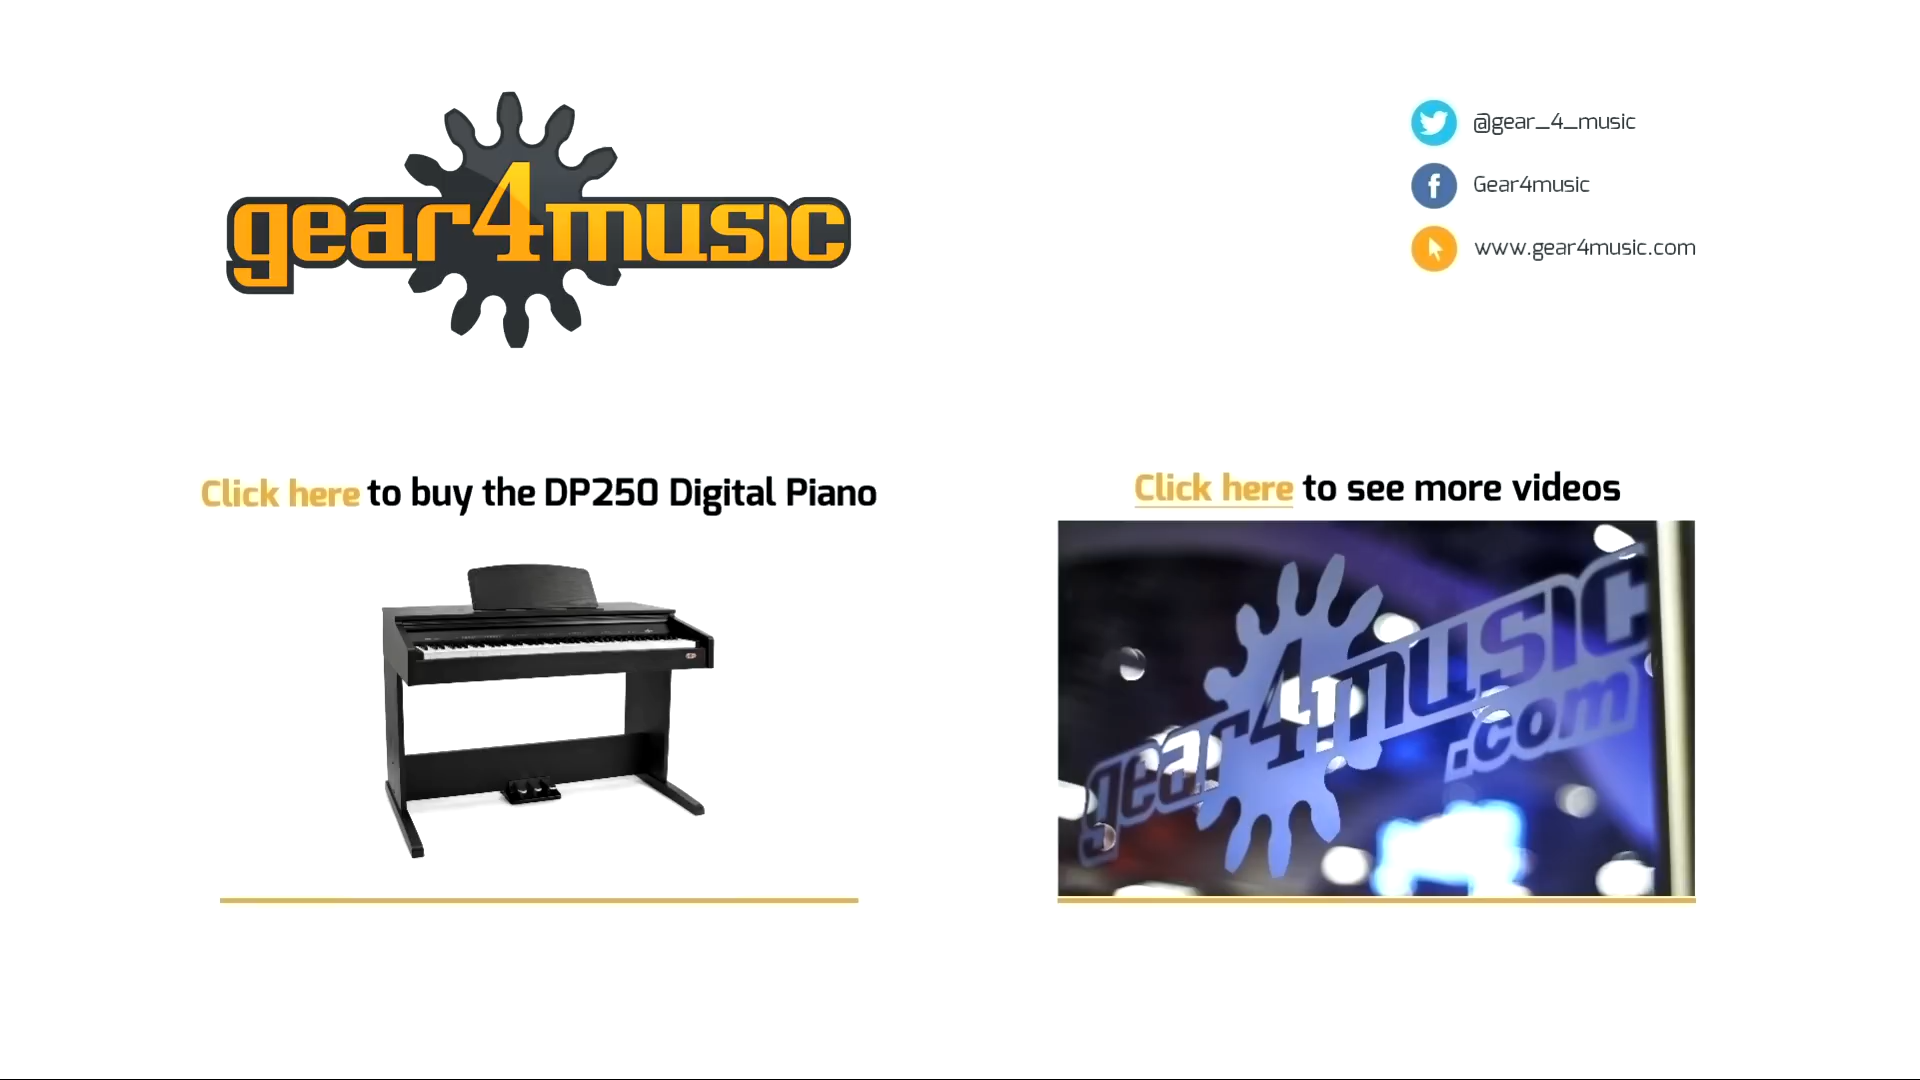 gear4music
@gear_4_music
Gear4music
www.gear4music.com
Click here to buy the DP250 Digital Piano
Click here to see more videos
gear4music
.com